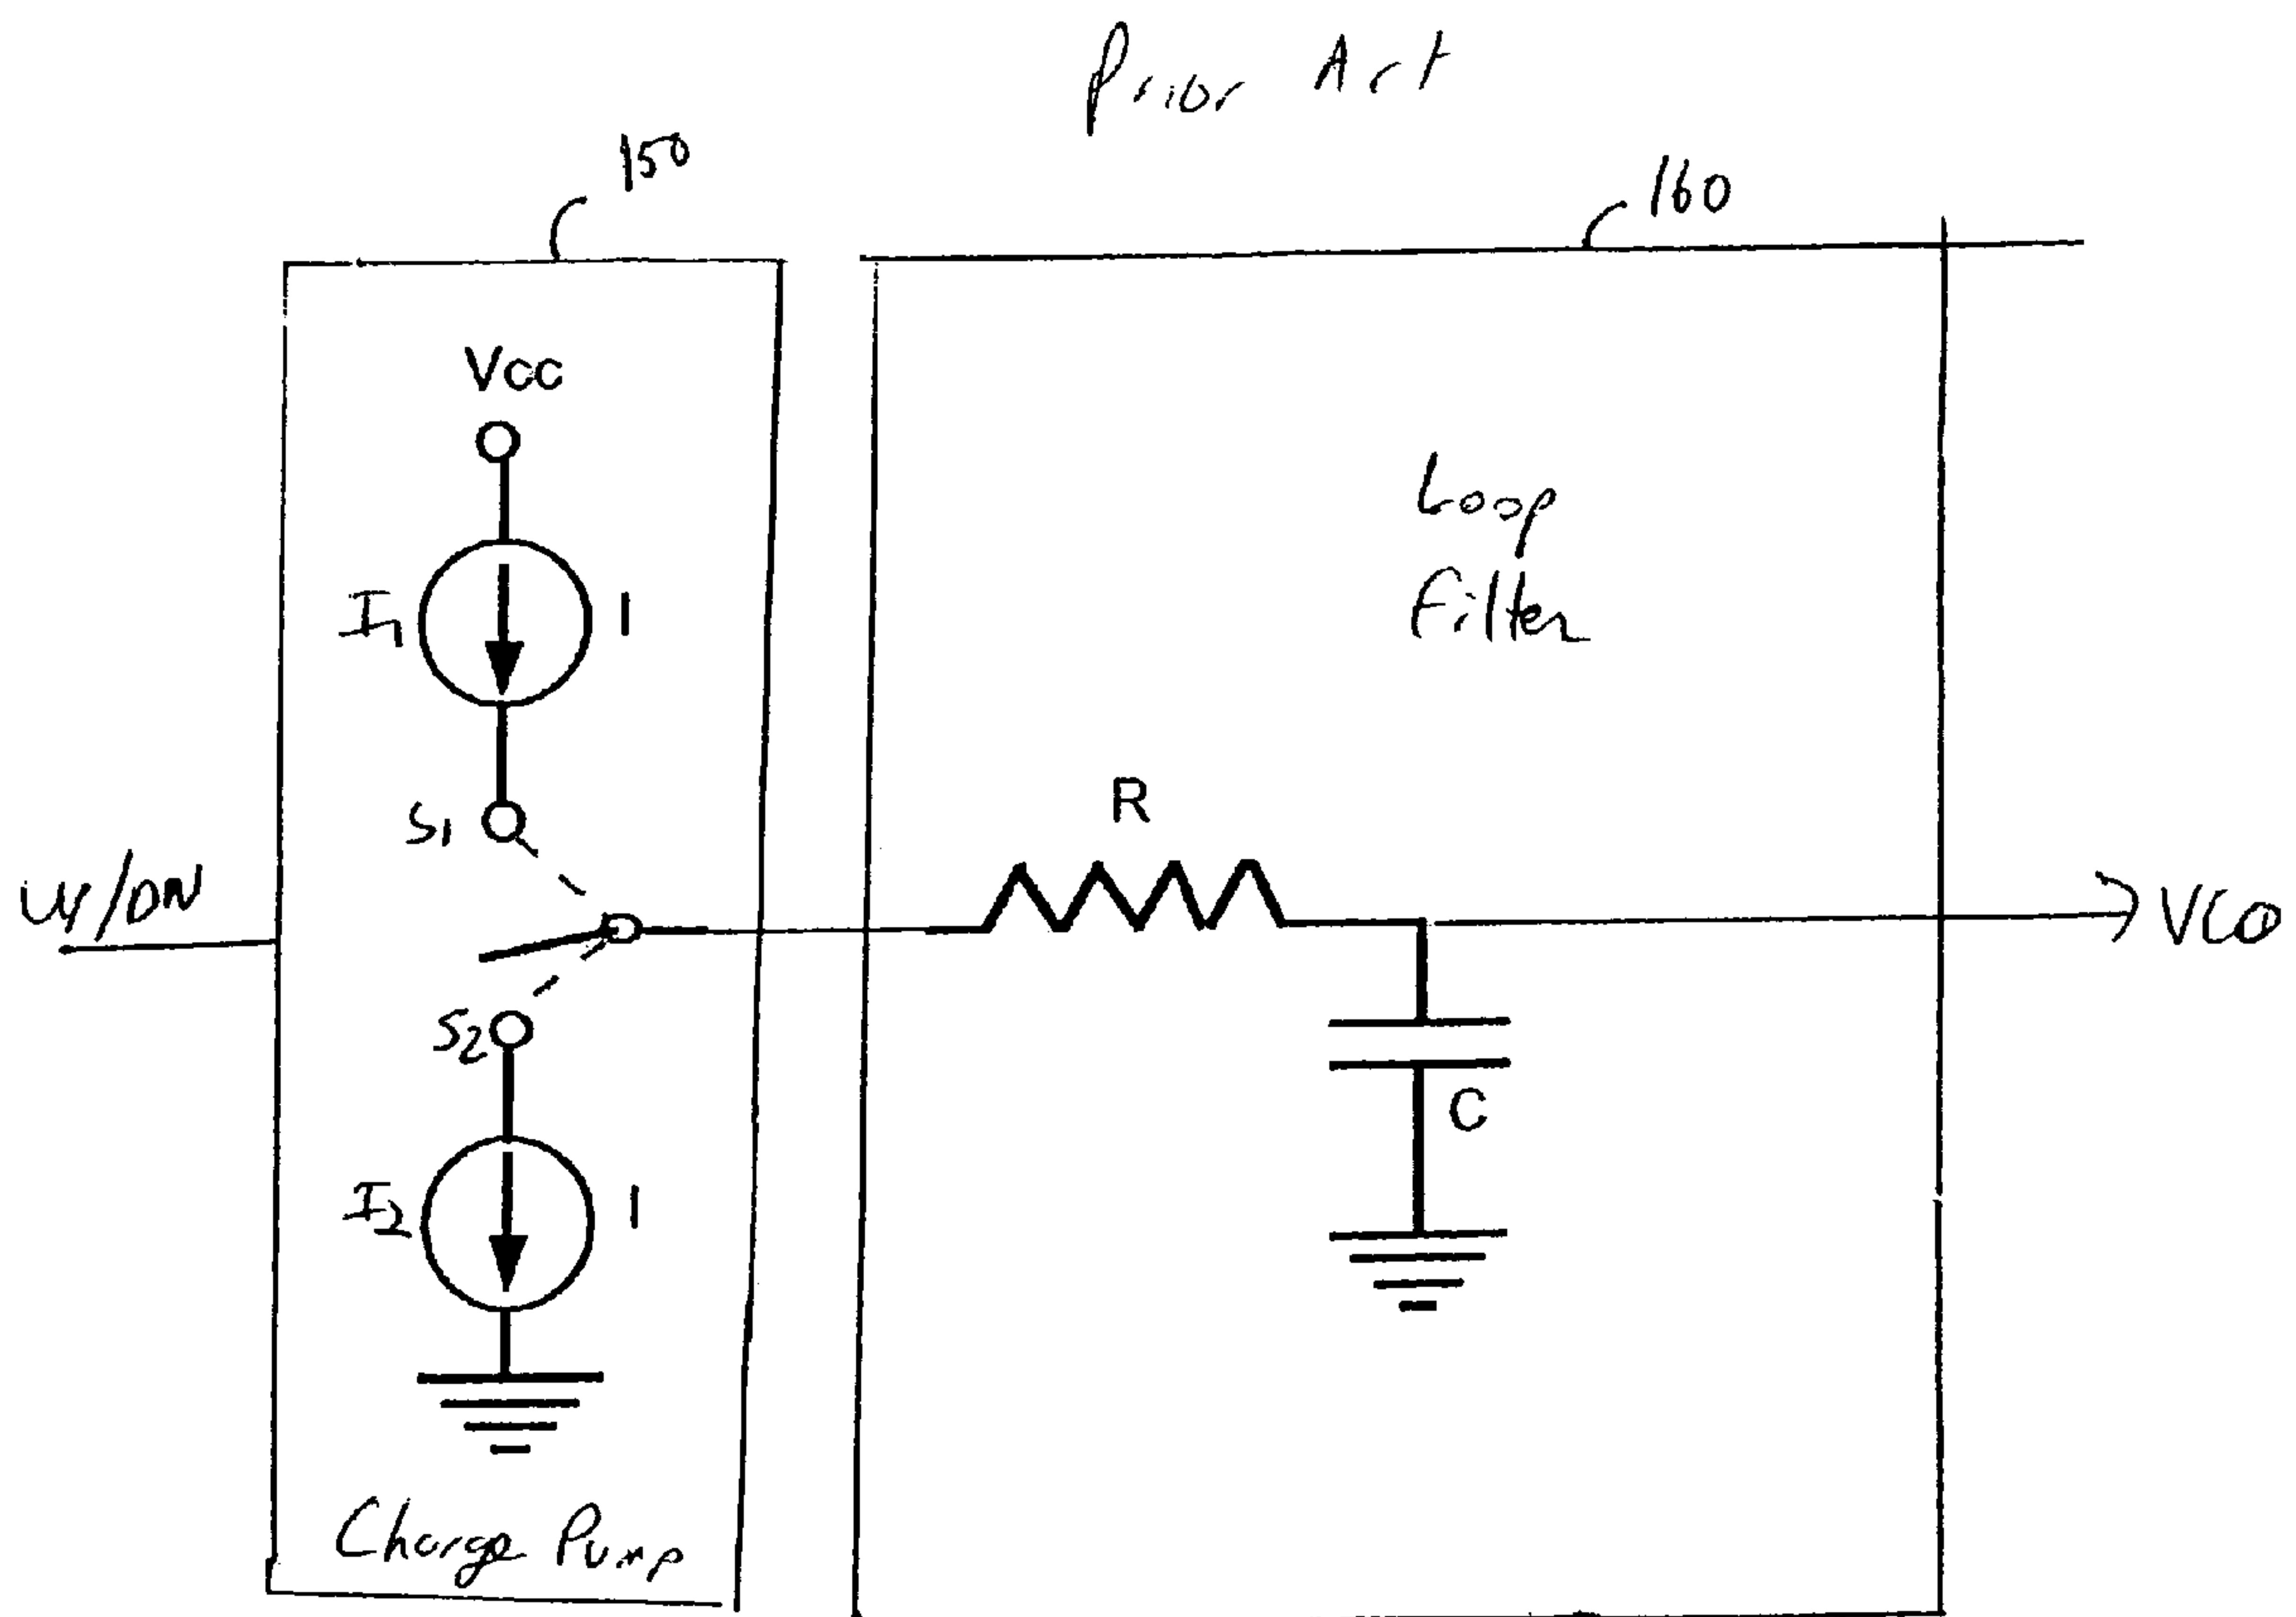 Prior Art
150
160
Vcc
I1
I
Loop
Filter
S1
R
UP/DN
VCO
S2
C
I2
I
Charge Pump